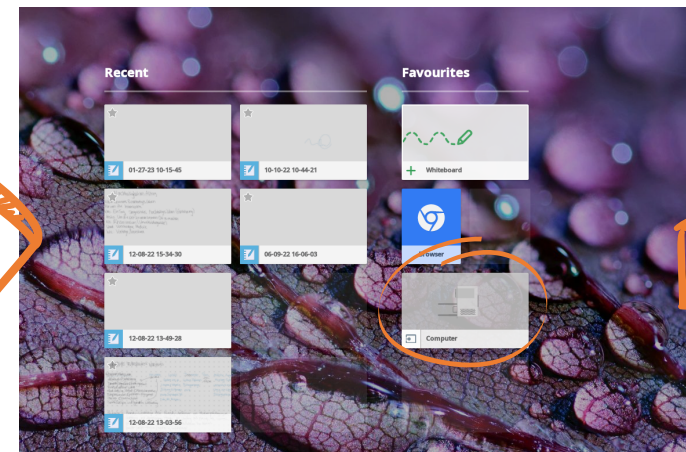 Recent
Favourites
01-27-23 10-15-45
10-10-22 10-44-21
Whiteboard
12-08-22 15-34-30
06-09-22 16-06-03
Browser
12-08-22 13-49-28
Computer
12-08-22 13-03-56